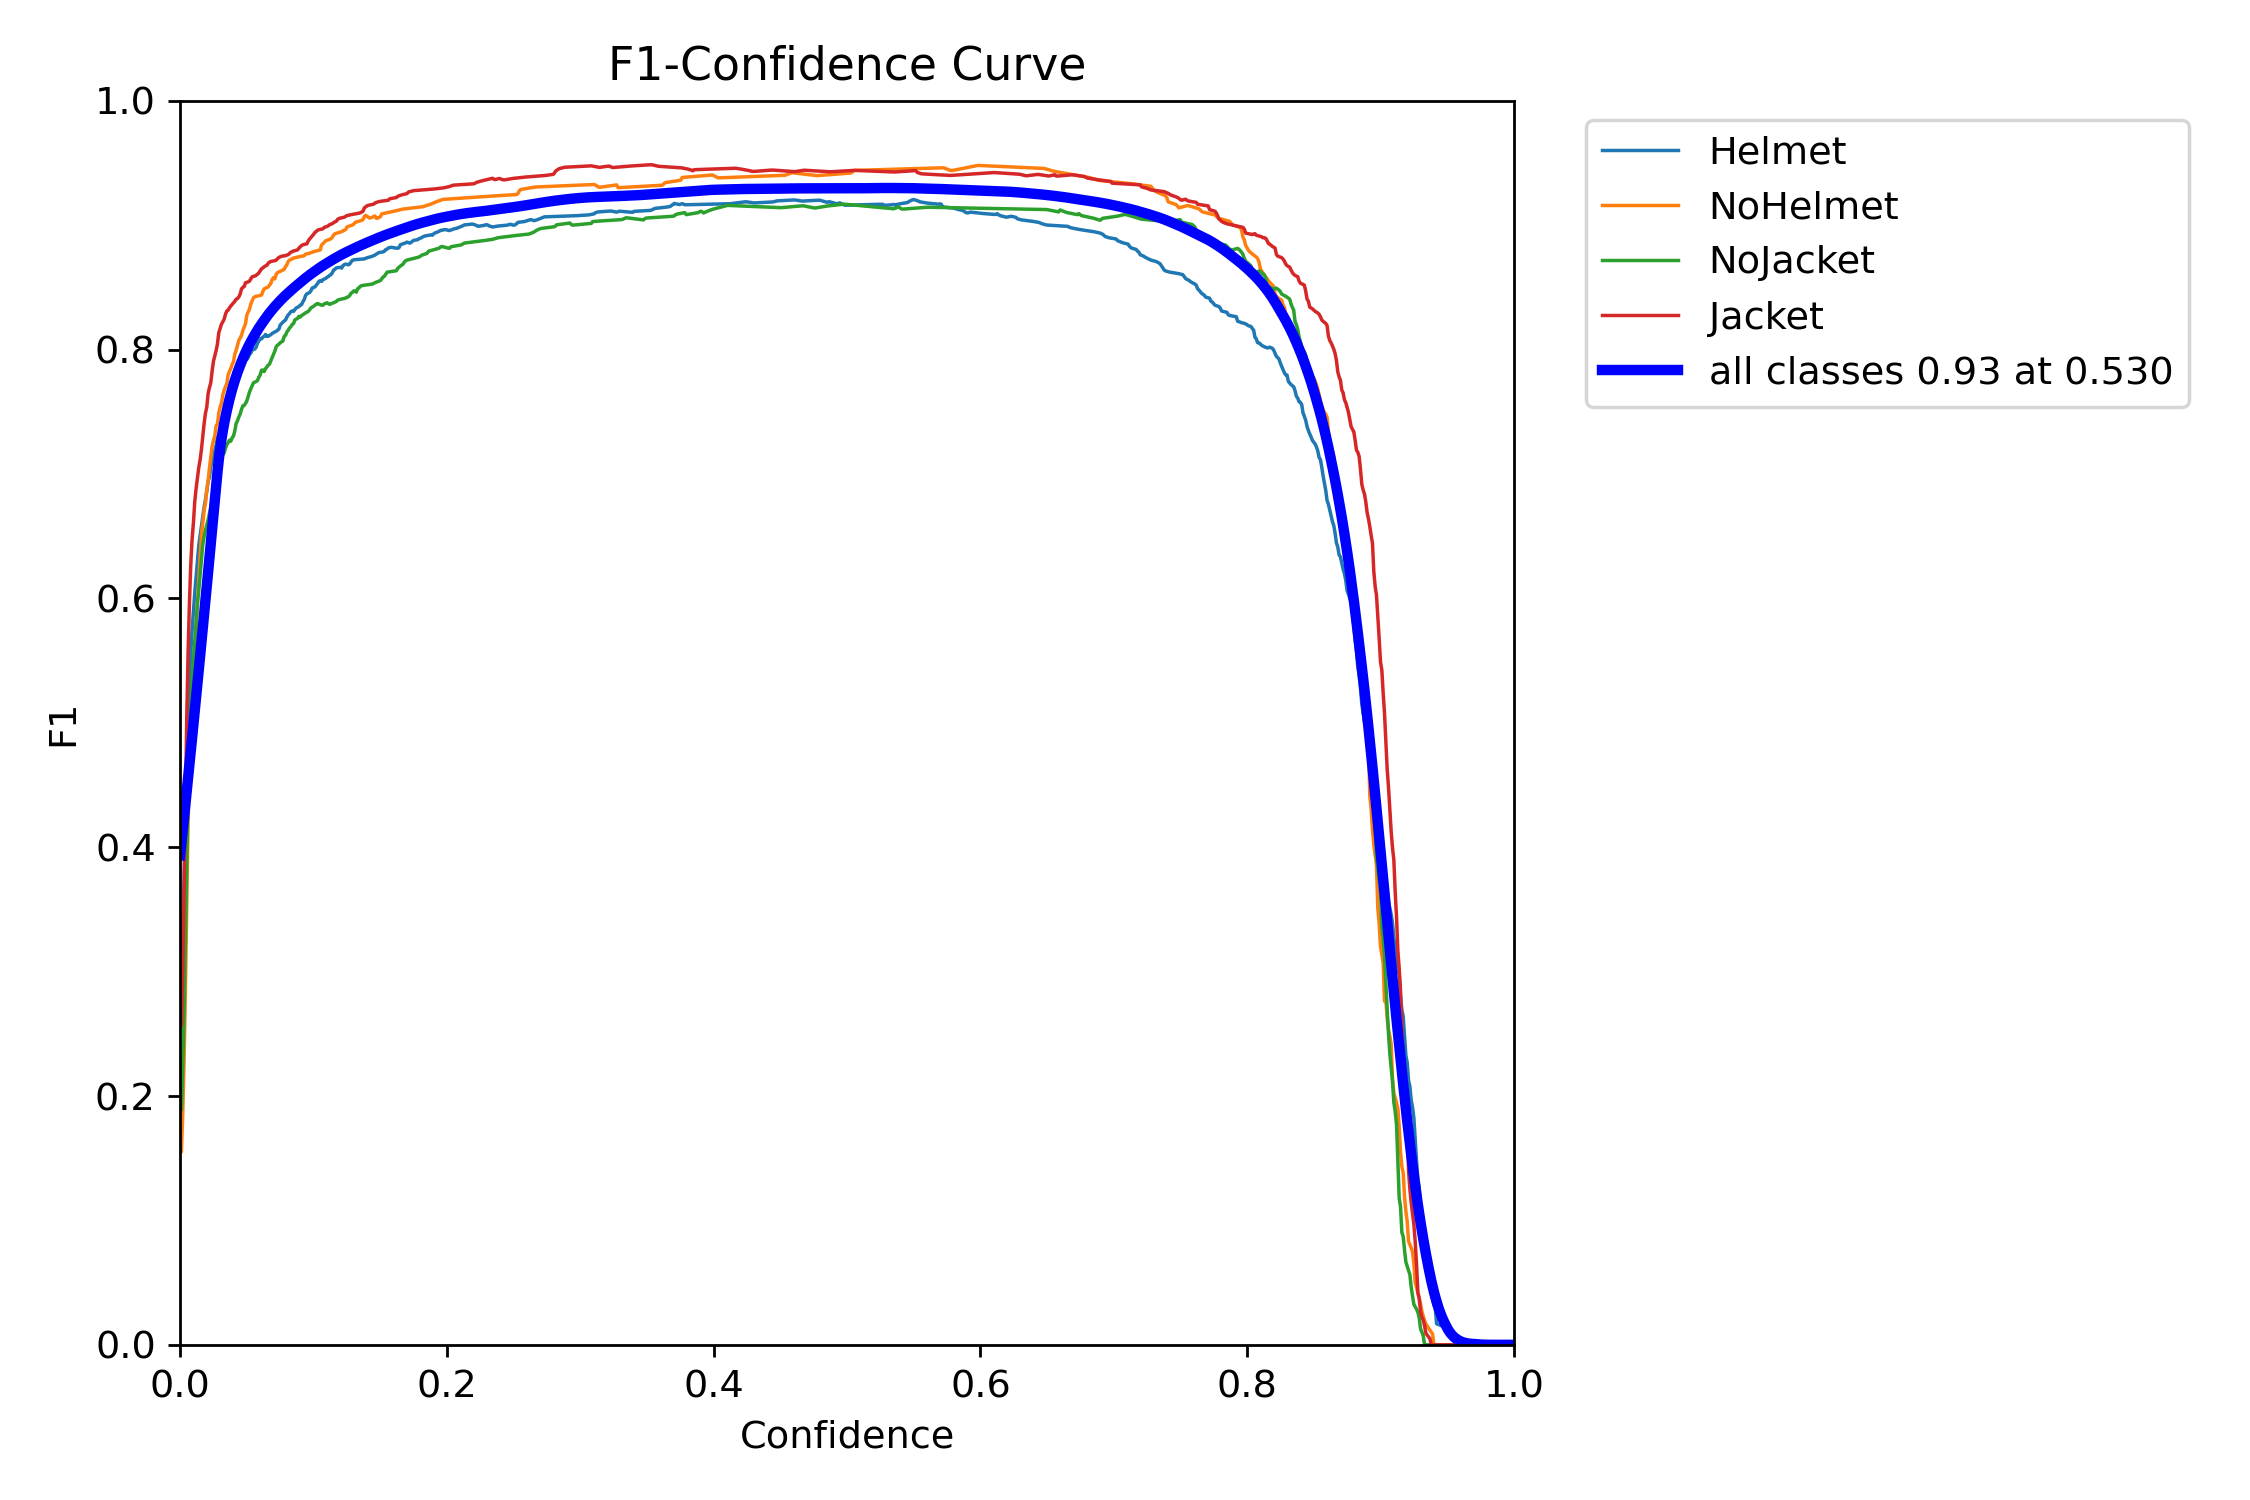 F1-Confidence Curve
1.0
0.8
0.6
0.4
0.2
0.0
F1
0.0 0.2 0.4 0.6 0.8 1.0
Confidence
Helmet
NoHelmet
NoJacket
Jacket
all classes 0.93 at 0.530